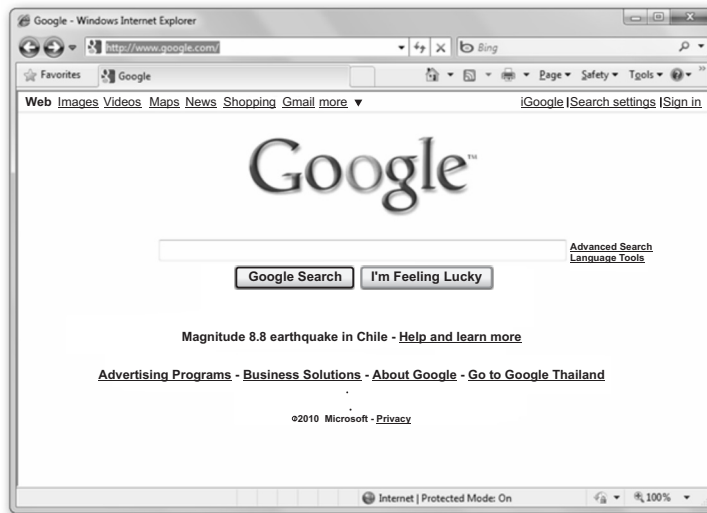 Google - Windows Internet Explorer
http://www.google.com/
Bing
Favorites Google Page Safety Tools
Web Images Videos Maps News Shopping Gmail more ▼ iGoogle |Search settings |Sign in
Google™
Advanced Search
Language Tools
Google Search I'm Feeling Lucky
Magnitude 8.8 earthquake in Chile - Help and learn more
Advertising Programs - Business Solutions - About Google - Go to Google Thailand
©2010 Microsoft - Privacy
Internet | Protected Mode: On 100%